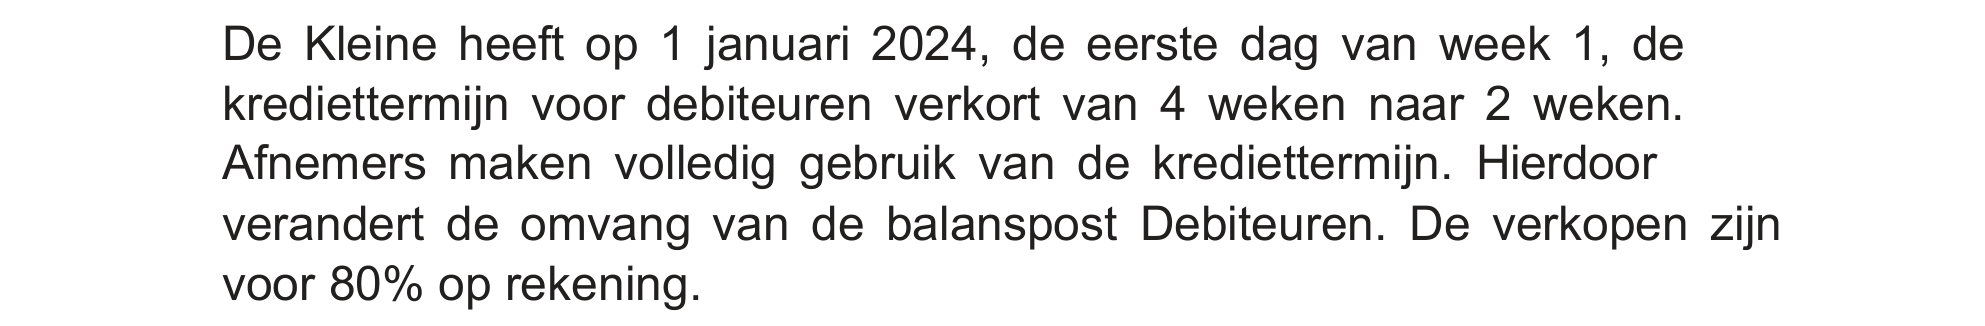 De Kleine heeft op 1 januari 2024, de eerste dag van week 1, de
krediettermijn voor debiteuren verkort van 4 weken naar 2 weken.
Afnemers maken volledig gebruik van de krediettermijn. Hierdoor
verandert de omvang van de balanspost Debiteuren. De verkopen zijn
voor 80% op rekening.